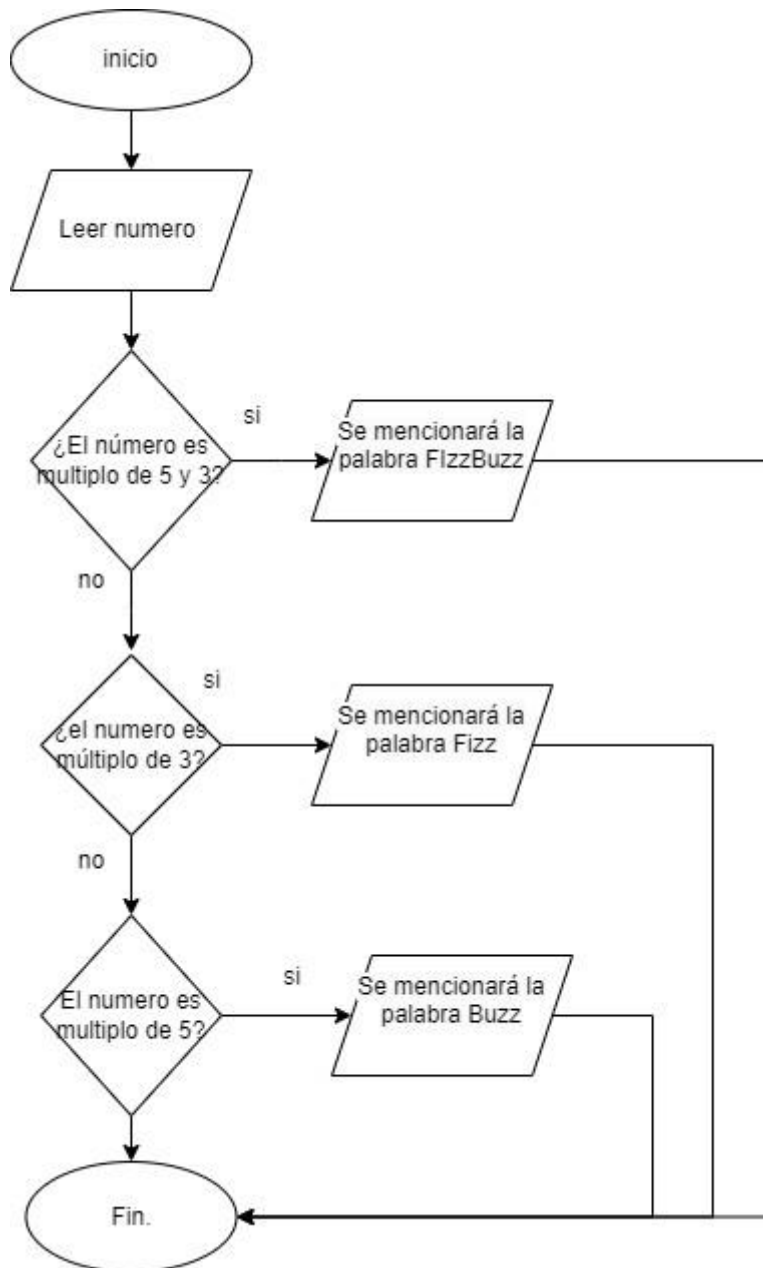 inicio
Leer numero
¿El número es
multiplo de 5 y 3?
si
Se mencionará la
palabra FIzzBuzz
no
¿el numero es
múltiplo de 3?
si
Se mencionará la
palabra Fizz
no
El numero es
multiplo de 5?
si
Se mencionará la
palabra Buzz
Fin.